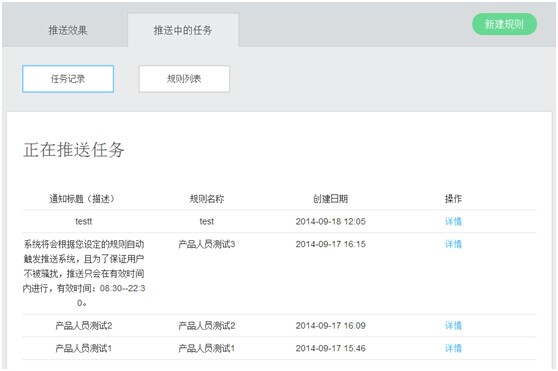 推送效果 推送中的任务 新建规则
任务记录 规则列表
正在推送任务
通知标题（描述） 规则名称 创建日期 操作
testt test 2014-09-18 12:05 详情
系统将会根据您设定的规则自动 产品人员测试3 2014-09-17 16:15 详情
触发推送系统，且为了保证用户
不被骚扰，推送只会在有效时间
内进行，有效时间：08:30--22:3
0。
产品人员测试2 产品人员测试2 2014-09-17 16:09 详情
产品人员测试1 产品人员测试1 2014-09-17 15:46 详情